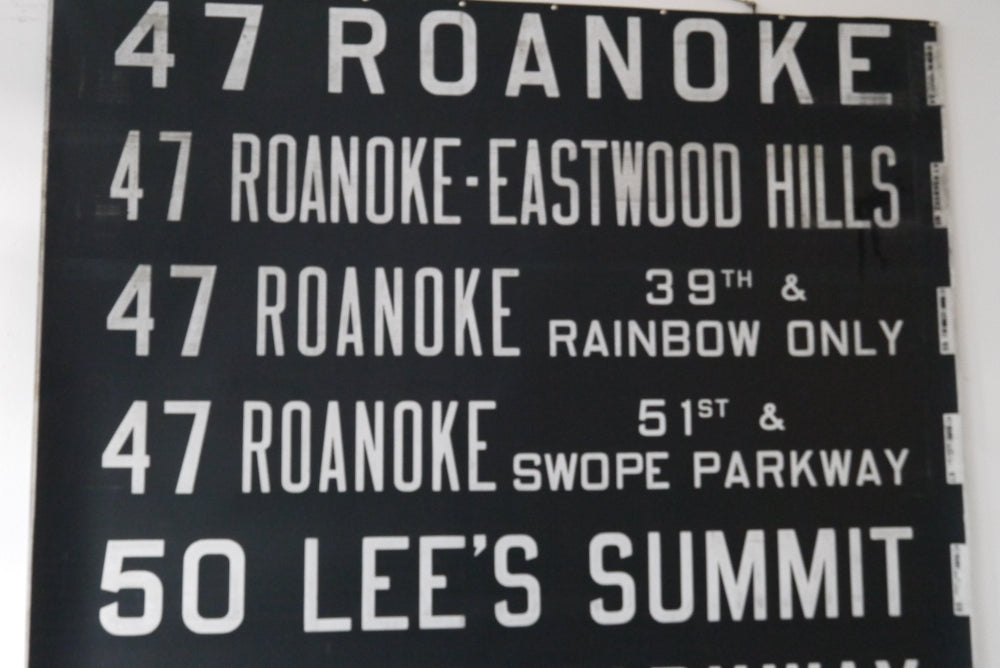 47 ROANOKE
47 ROANOKE-EASTWOOD HILLS
47 ROANOKE 39TH &
RAINBOW ONLY
47 ROANOKE 51ST &
SWOPE PARKWAY
50 LEE'S SUMMIT